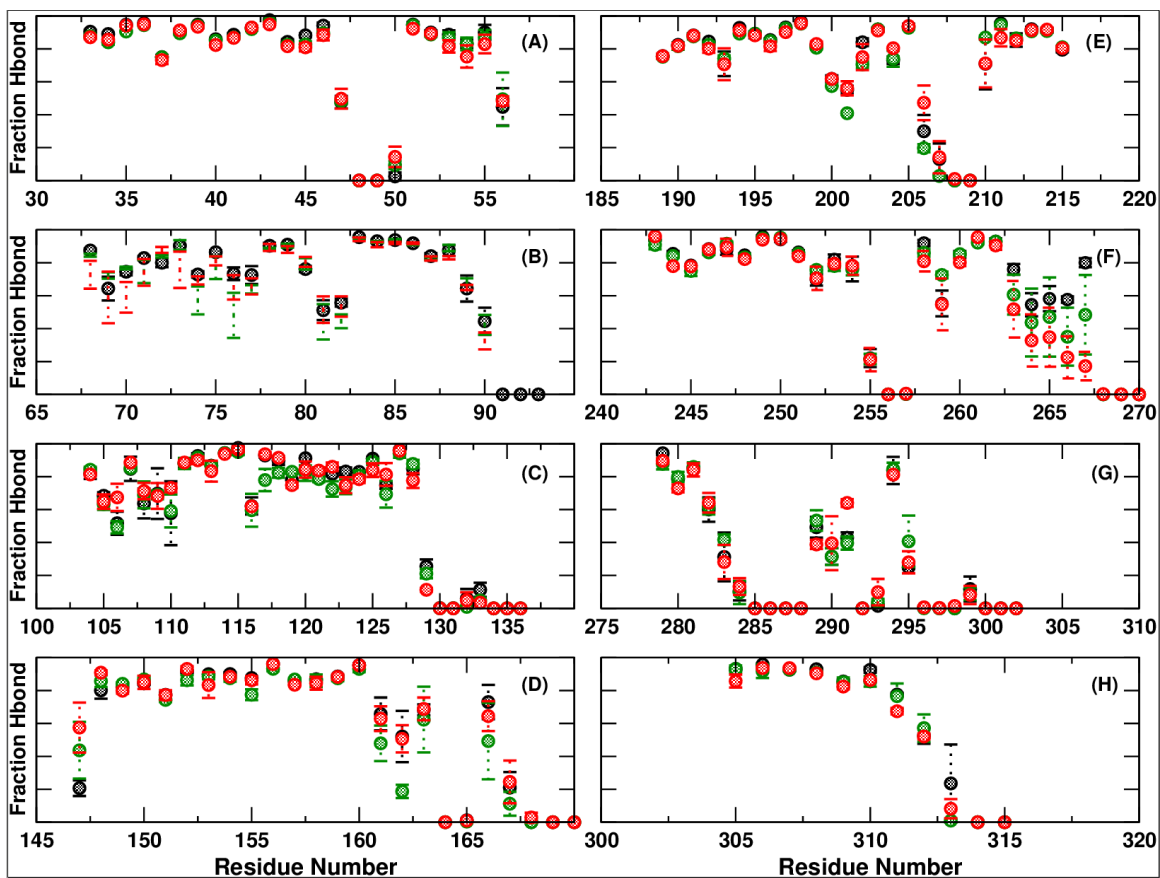 Fraction Hbond
(A)
30 35 40 45 50 55
(E)
185 190 195 200 205 210 215 220
Fraction Hbond
(B)
65 70 75 80 85 90
(F)
240 245 250 255 260 265 270
Fraction Hbond
(C)
100 105 110 115 120 125 130 135
(G)
275 280 285 290 295 300 305 310
Fraction Hbond
(D)
145 150 155 160 165
Residue Number
(H)
300 305 310 315 320
Residue Number